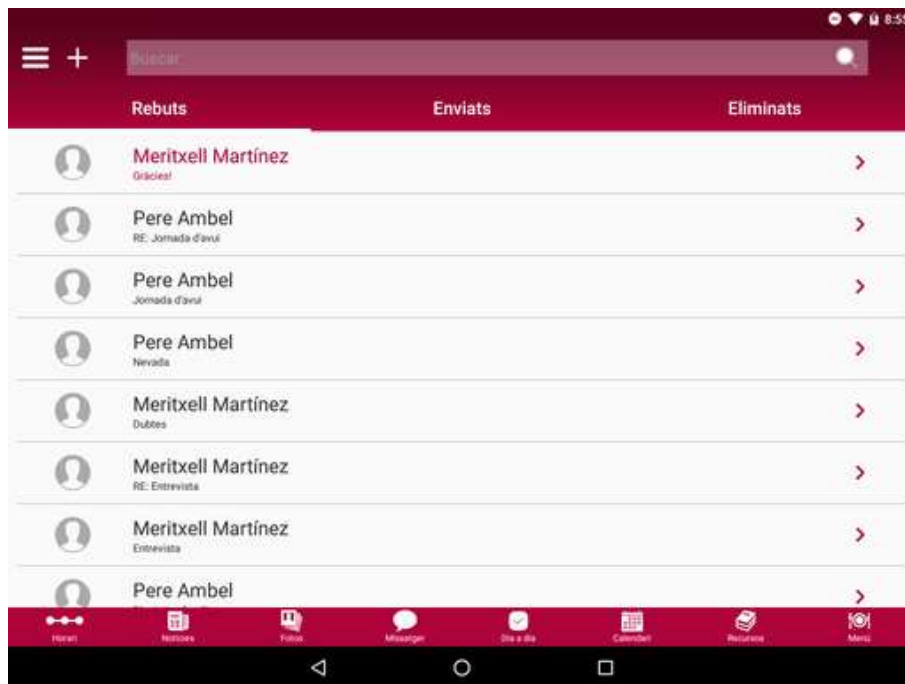 8:55
Buscar
Rebuts Enviats Eliminats
Meritxell Martínez
Gràcies!
Pere Ambel
RE: Jornada d'avui
Pere Ambel
Jornada d'avui
Pere Ambel
Nevada
Meritxell Martínez
Dubtes
Meritxell Martínez
RE: Entrevista
Meritxell Martínez
Entrevista
Pere Ambel
Horari Notícies Fotos Missatger Dia a dia Calendari Recursos Menú